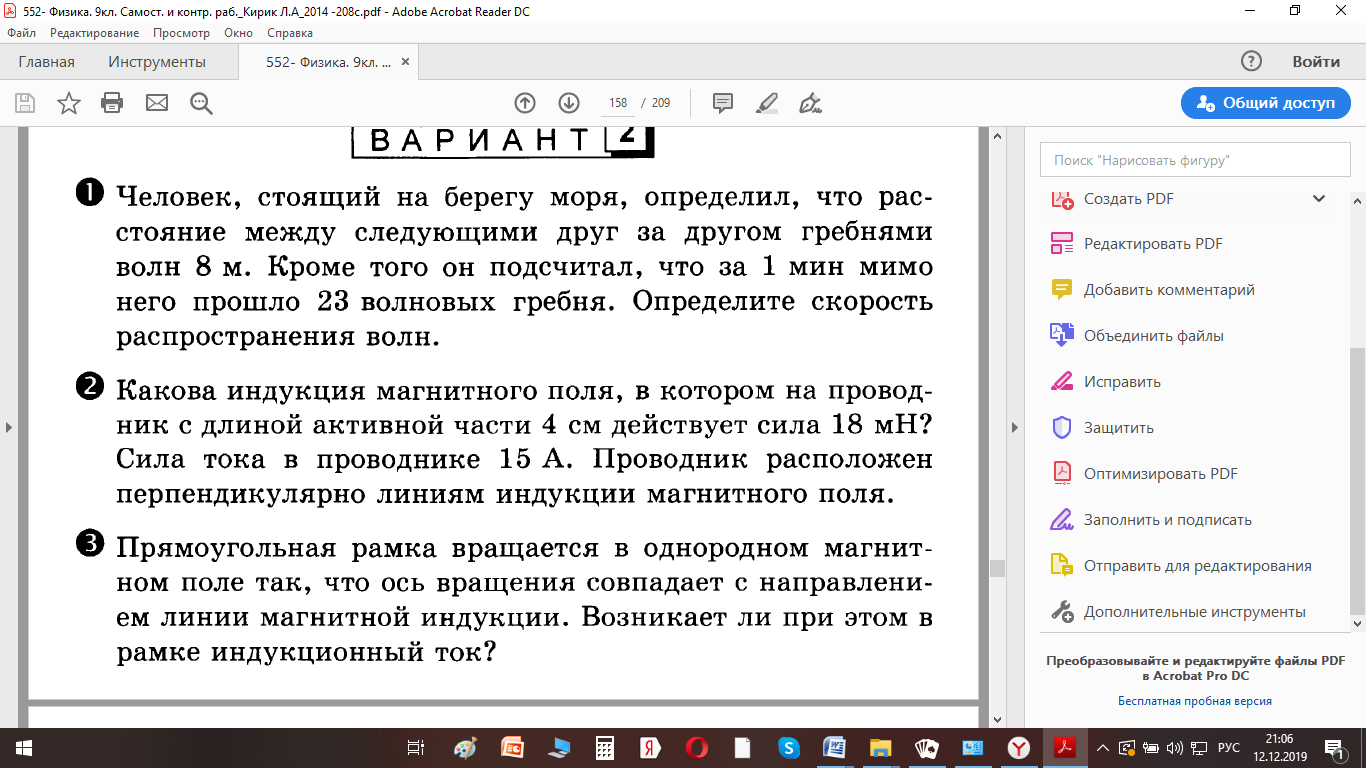 552- Физика. 9кл. Самост. и контр. раб._Кирик Л.А_2014 -208с.pdf - Adobe Acrobat Reader DC
Файл Редактирование Просмотр Окно Справка
Главная Инструменты 552- Физика. 9кл. ... × Войти
158 / 209 Общий доступ
ВАРИАНТ 2
1 Человек, стоящий на берегу моря, определил, что рас-
стояние между следующими друг за другом гребнями
волн 8 м. Кроме того он подсчитал, что за 1 мин мимо
него прошло 23 волновых гребня. Определите скорость
распространения волн.
2 Какова индукция магнитного поля, в котором на провод-
ник с длиной активной части 4 см действует сила 18 мН?
Сила тока в проводнике 15 А. Проводник расположен
перпендикулярно линиям индукции магнитного поля.
3 Прямоугольная рамка вращается в однородном магнит-
ном поле так, что ось вращения совпадает с направлени-
ем линии магнитной индукции. Возникает ли при этом в
рамке индукционный ток?
Поиск "Нарисовать фигуру"
Создать PDF
Редактировать PDF
Добавить комментарий
Объединить файлы
Исправить
Защитить
Оптимизировать PDF
Заполнить и подписать
Отправить для редактирования
Дополнительные инструменты
Преобразовывайте и редактируйте файлы PDF
в Acrobat Pro DC
Бесплатная пробная версия
РУС
21:06
12.12.2019
1